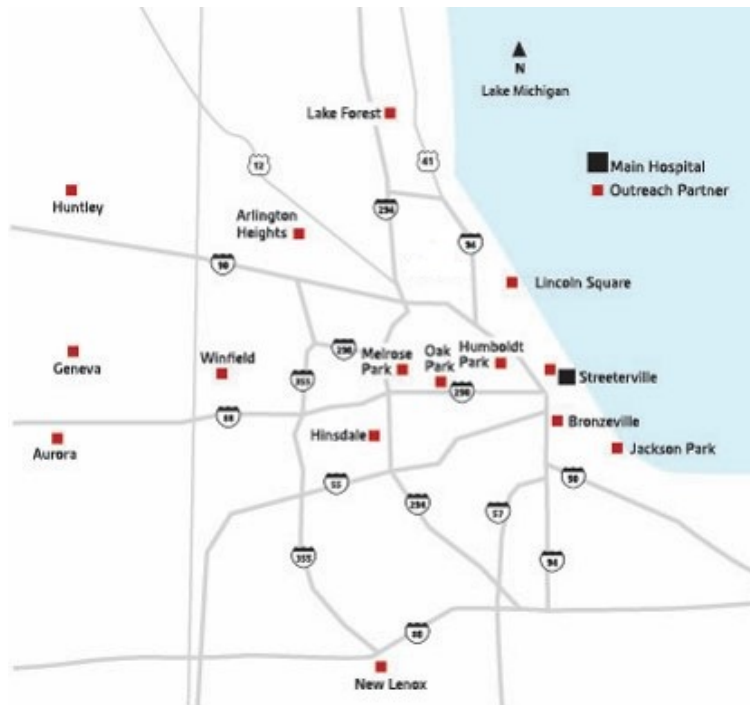 N
Lake Michigan
Lake Forest
12
41
Main Hospital
Outreach Partner
Huntley
294
Arlington
Heights
94
90
Lincoln Square
Geneva
Winfield
290
Melrose
Park
Oak
Park
Humboldt
Park
355
290
Streeterville
88
Bronzeville
Aurora
Hinsdale
Jackson Park
55
90
294
57
355
94
80
New Lenox